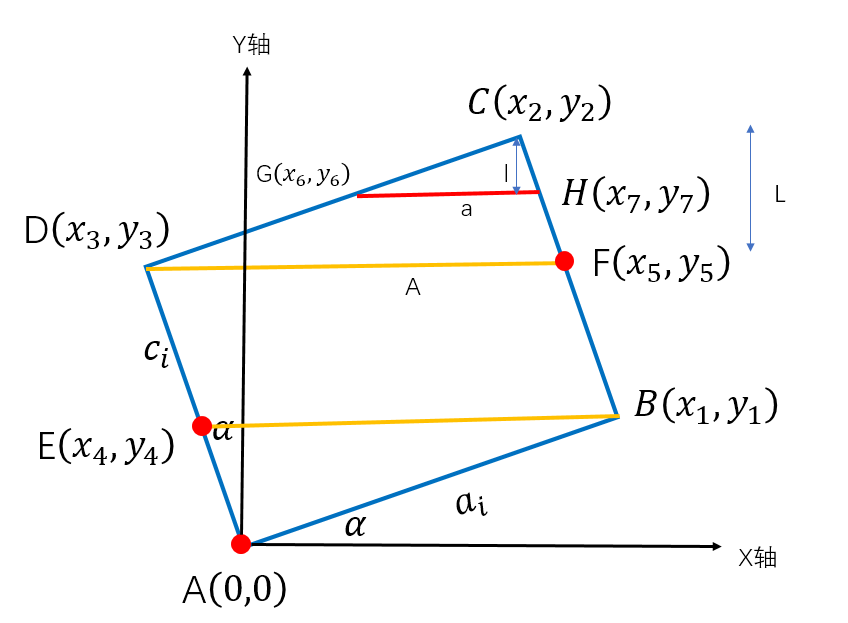 Y轴
C(x₂, y₂)
G(x₆, y₆)
l
H(x₇, y₇)
L
a
D(x₃, y₃)
F(x₅, y₅)
A
cᵢ
B(x₁, y₁)
α
E(x₄, y₄)
aᵢ
α
X轴
A(0,0)